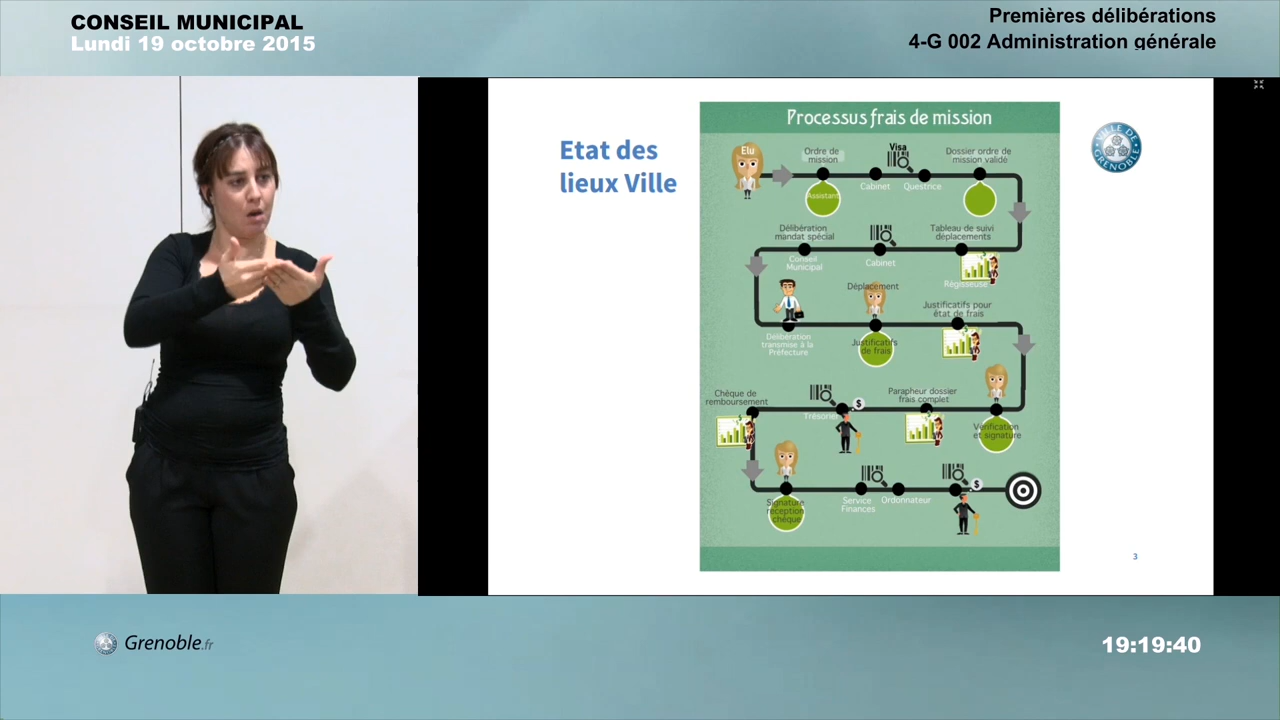 CONSEIL MUNICIPAL
Lundi 19 octobre 2015
Premières délibérations
4-G 002 Administration générale
Etat des
lieux Ville
Processus frais de mission
VILLE DE
GRENOBLE
Elu
Ordre de
mission
Assistant
Visa
Cabinet
Questrice
Dossier ordre de
mission validé
Délibération
mandat spécial
Conseil
Municipal
Cabinet
Tableau de suivi
déplacements
Régisseuse
Délibération
transmise à la
Préfecture
Déplacement
Justificatifs
de frais
Justificatifs pour
état de frais
Chèque de
remboursement
Trésorier
$
Parapheur dossier
frais complet
Vérification
et signature
Signature
réception
chèque
Service
Finances
Ordonnateur
$
3
Grenoble.fr
19:19:40